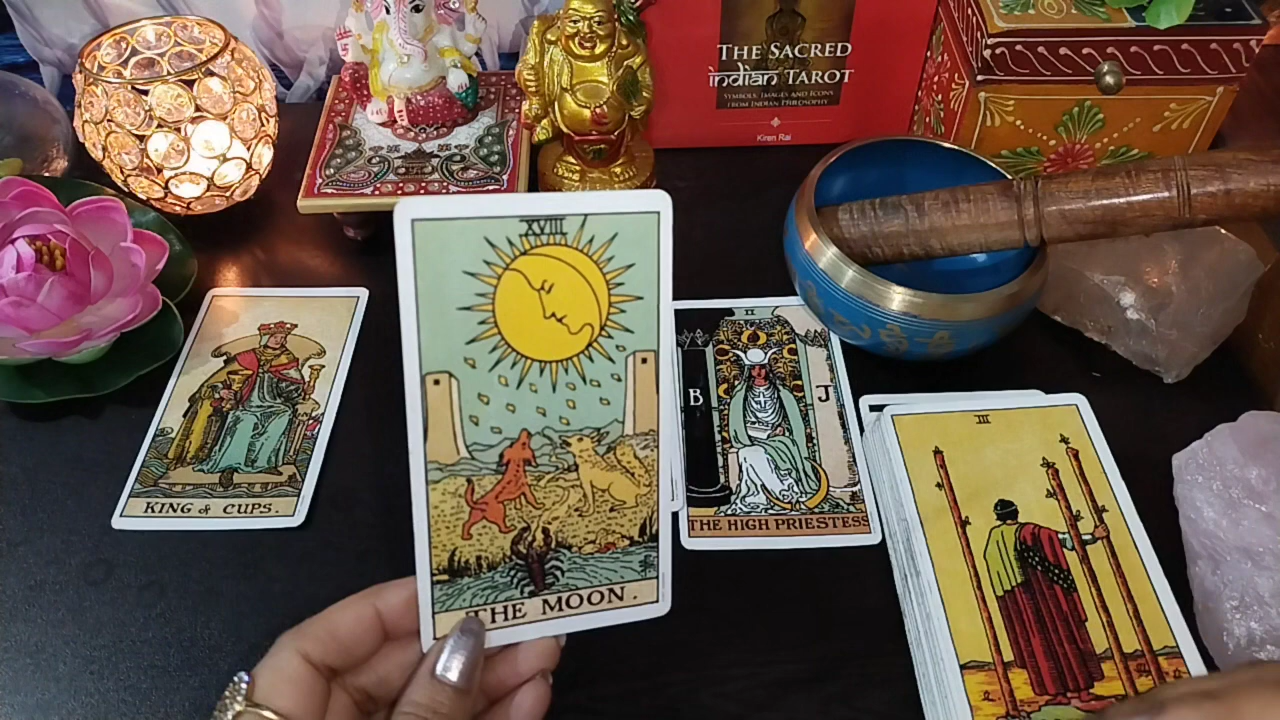 THE SACRED
indian TAROT
SYMBOLS, IMAGES AND ICONS
FROM INDIAN PHILOSOPHY
Kiren Rai
XVIII
THE MOON.
KING of CUPS.
II
B
J
THE HIGH PRIESTESS
III